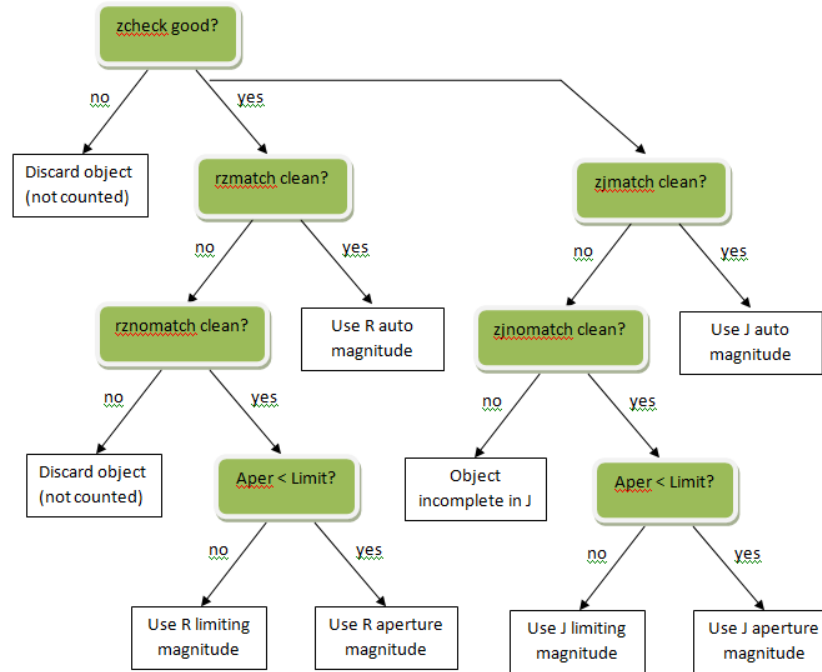 zcheck good?
no
yes
Discard object
(not counted)
rzmatch clean?
zjmatch clean?
no
yes
no
yes
rznomatch clean?
Use R auto
magnitude
zjnomatch clean?
Use J auto
magnitude
no
yes
no
yes
Discard object
(not counted)
Aper < Limit?
Object
incomplete in J
Aper < Limit?
no
yes
no
yes
Use R limiting
magnitude
Use R aperture
magnitude
Use J limiting
magnitude
Use J aperture
magnitude